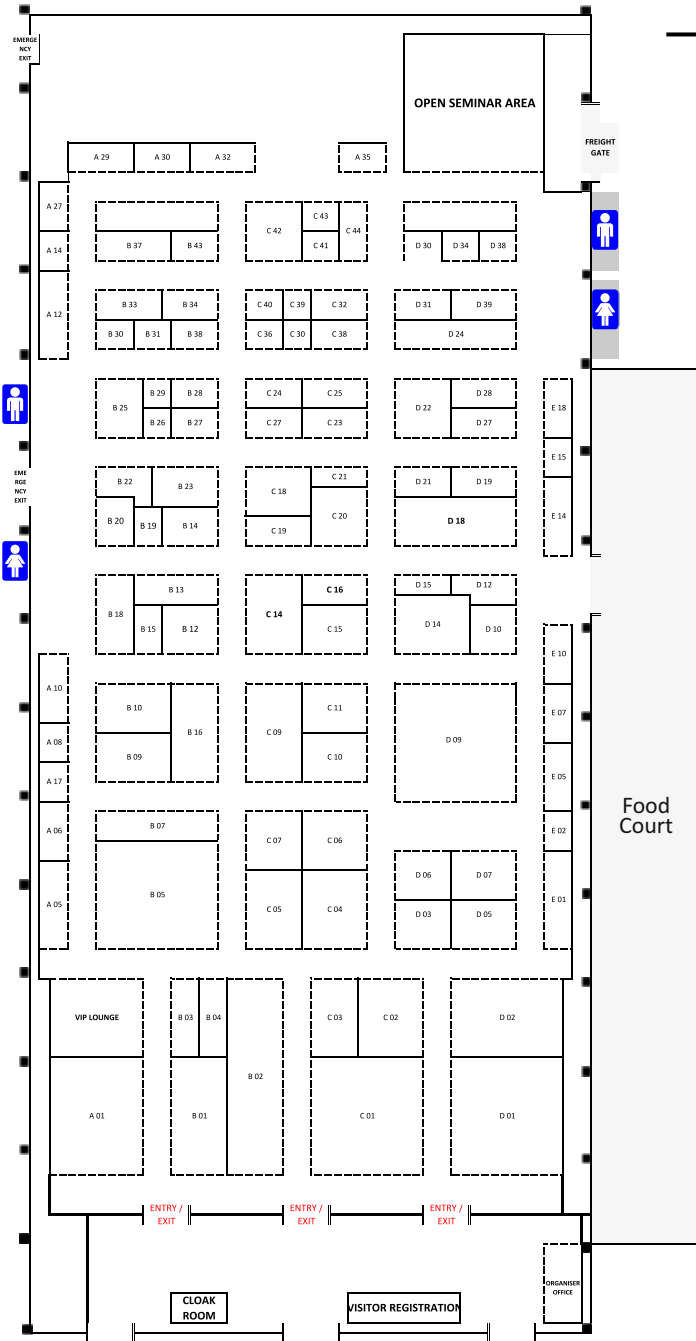 EMERGE
NCY
EXIT
OPEN SEMINAR AREA
FREIGHT
GATE
A 29
A 30
A 32
A 35
A 27
A 14
A 12
B 37
B 43
C 42
C 43
C 41
C 44
D 30
D 34
D 38
B 33
B 34
B 30
B 31
B 38
C 40
C 39
C 32
C 36
C 30
C 38
D 31
D 39
D 24
B 25
B 29
B 28
B 26
B 27
C 24
C 25
C 27
C 23
D 22
D 28
D 27
E 18
E 15
E 14
EME
RGE
NCY
EXIT
B 22
B 23
B 20
B 19
B 14
C 18
C 21
C 19
C 20
D 21
D 19
D 18
B 18
B 13
B 15
B 12
C 14
C 16
C 15
D 15
D 12
D 14
D 10
E 10
E 07
E 05
E 02
E 01
A 10
A 08
A 17
A 06
A 05
B 10
B 09
B 16
C 09
C 11
C 10
D 09
Food
Court
B 07
B 05
C 07
C 06
C 05
C 04
D 06
D 07
D 03
D 05
VIP LOUNGE
A 01
B 03
B 04
B 02
B 01
C 03
C 02
C 01
D 02
D 01
ENTRY /
EXIT
ENTRY /
EXIT
ENTRY /
EXIT
CLOAK
ROOM
VISITOR REGISTRATION
ORGANISER
OFFICE